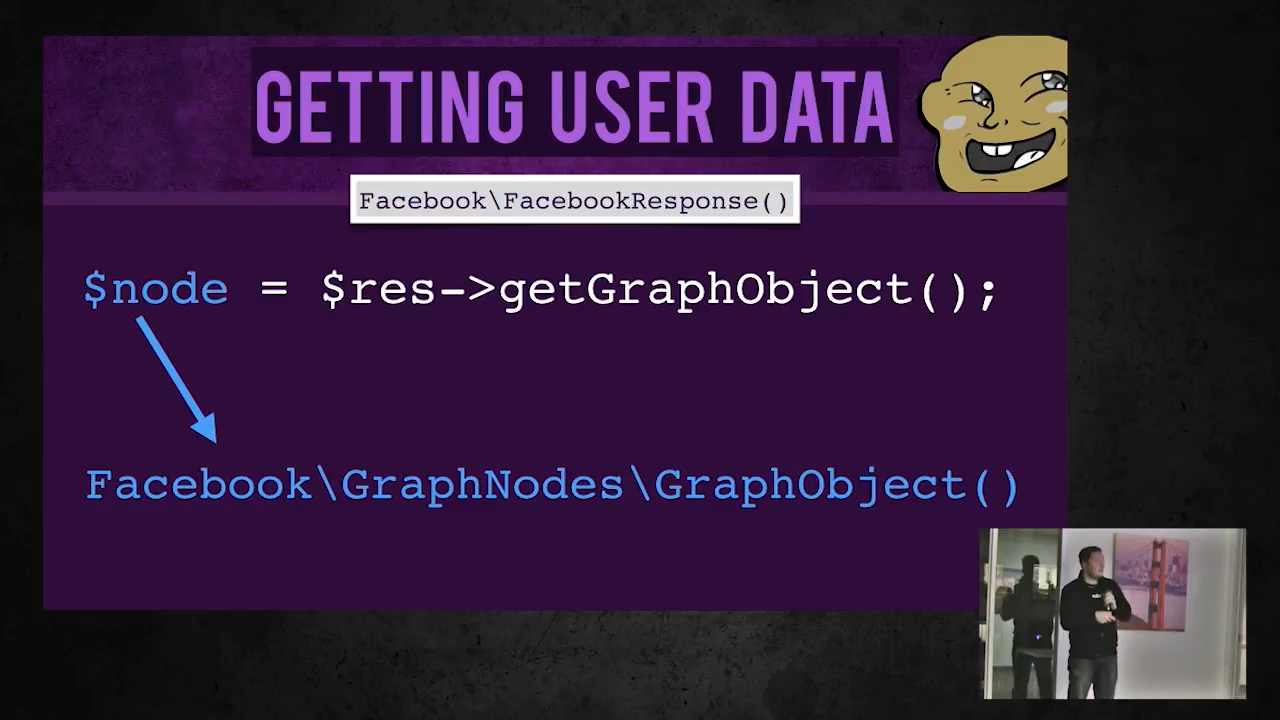 GETTING USER DATA
Facebook\FacebookResponse()
$node = $res->getGraphObject();
Facebook\GraphNodes\GraphObject()